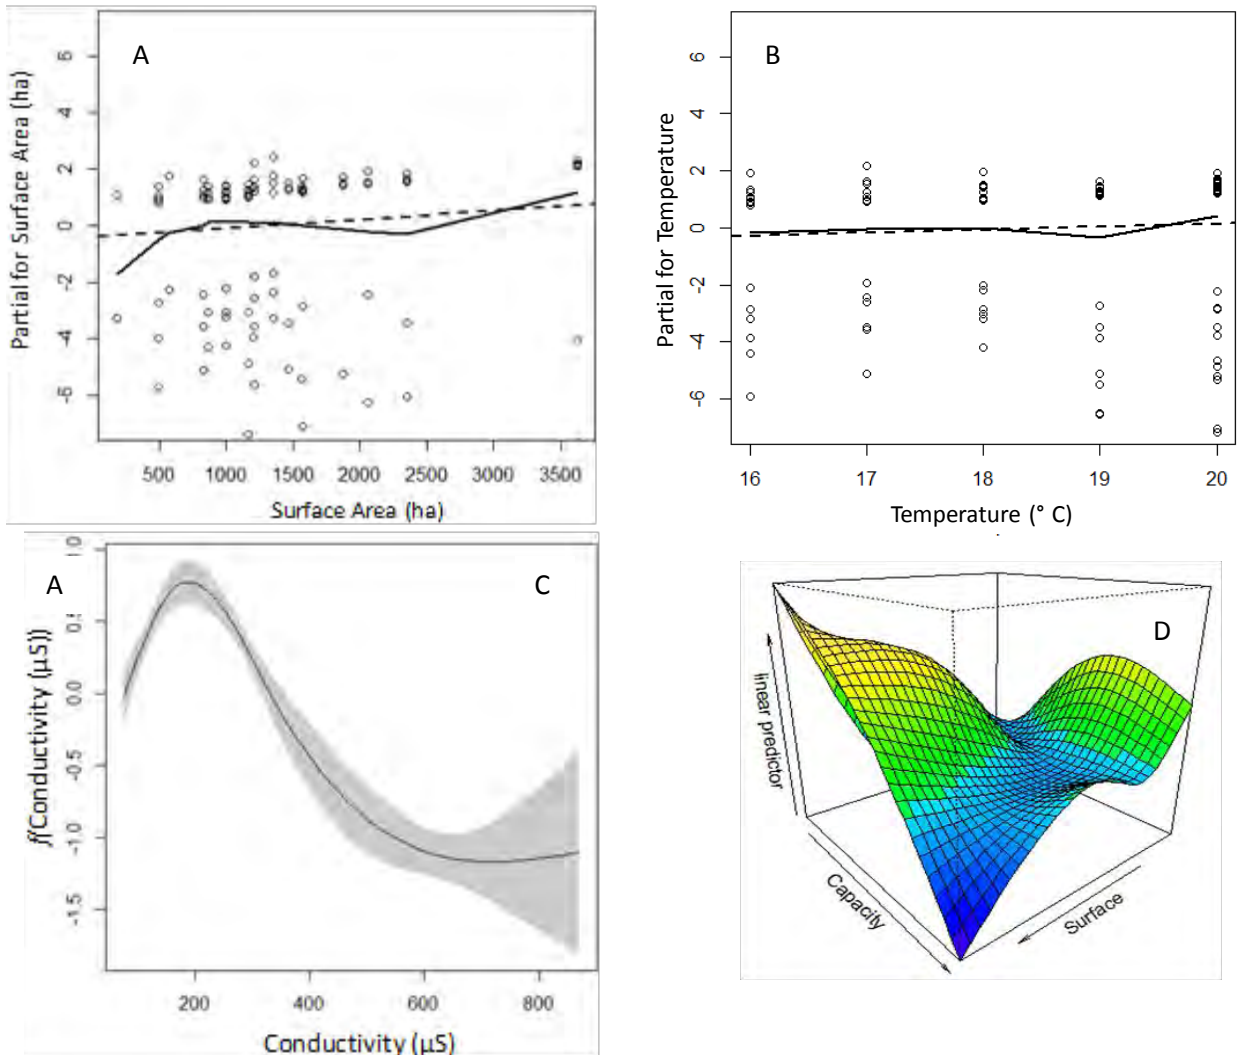 A
Partial for Surface Area (ha)
6
4
2
0
-2
-4
-6
500 1000 1500 2000 2500 3000 3500
Surface Area (ha)
B
Partial for Temperature
6
4
2
0
-2
-4
-6
16 17 18 19 20
Temperature (° C)
A
C
f(Conductivity (µS))
1.0
0.5
0.0
-0.5
-1.0
-1.5
200 400 600 800
Conductivity (µS)
D
linear predictor
Capacity
Surface